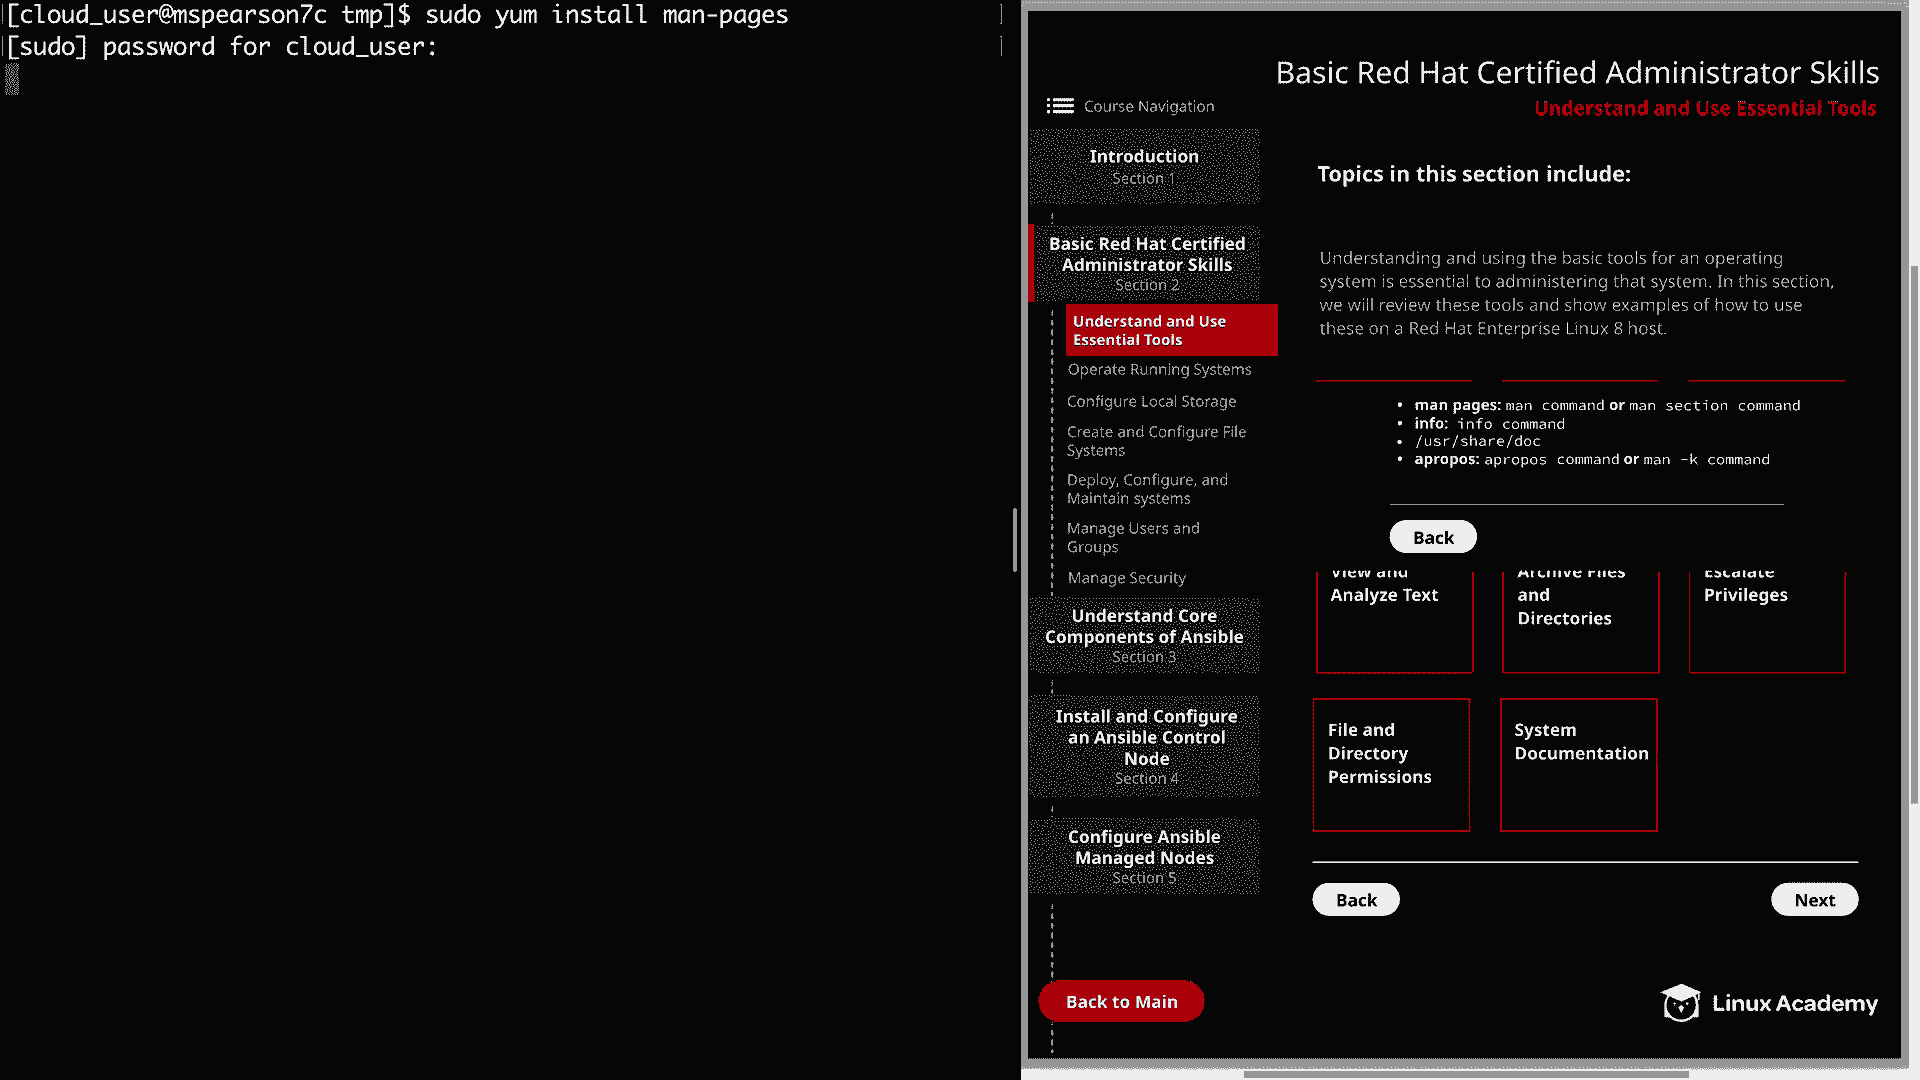 [cloud_user@mspearson7c tmp]$ sudo yum install man-pages
[sudo] password for cloud_user:
Basic Red Hat Certified Administrator Skills
Understand and Use Essential Tools
Course Navigation
Introduction
Section 1
Basic Red Hat Certified
Administrator Skills
Section 2
Understand and Use
Essential Tools
Operate Running Systems
Configure Local Storage
Create and Configure File
Systems
Deploy, Configure, and
Maintain systems
Manage Users and
Groups
Manage Security
Understand Core
Components of Ansible
Section 3
Install and Configure
an Ansible Control
Node
Section 4
Configure Ansible
Managed Nodes
Section 5
Back to Main
Topics in this section include:
Understanding and using the basic tools for an operating
system is essential to administering that system. In this section,
we will review these tools and show examples of how to use
these on a Red Hat Enterprise Linux 8 host.
• man pages: man command or man section command
• info: info command
• /usr/share/doc
• apropos: apropos command or man -k command
Back
View and
Analyze Text
Archive Files
and
Directories
Escalate
Privileges
File and
Directory
Permissions
System
Documentation
Back
Next
Linux Academy